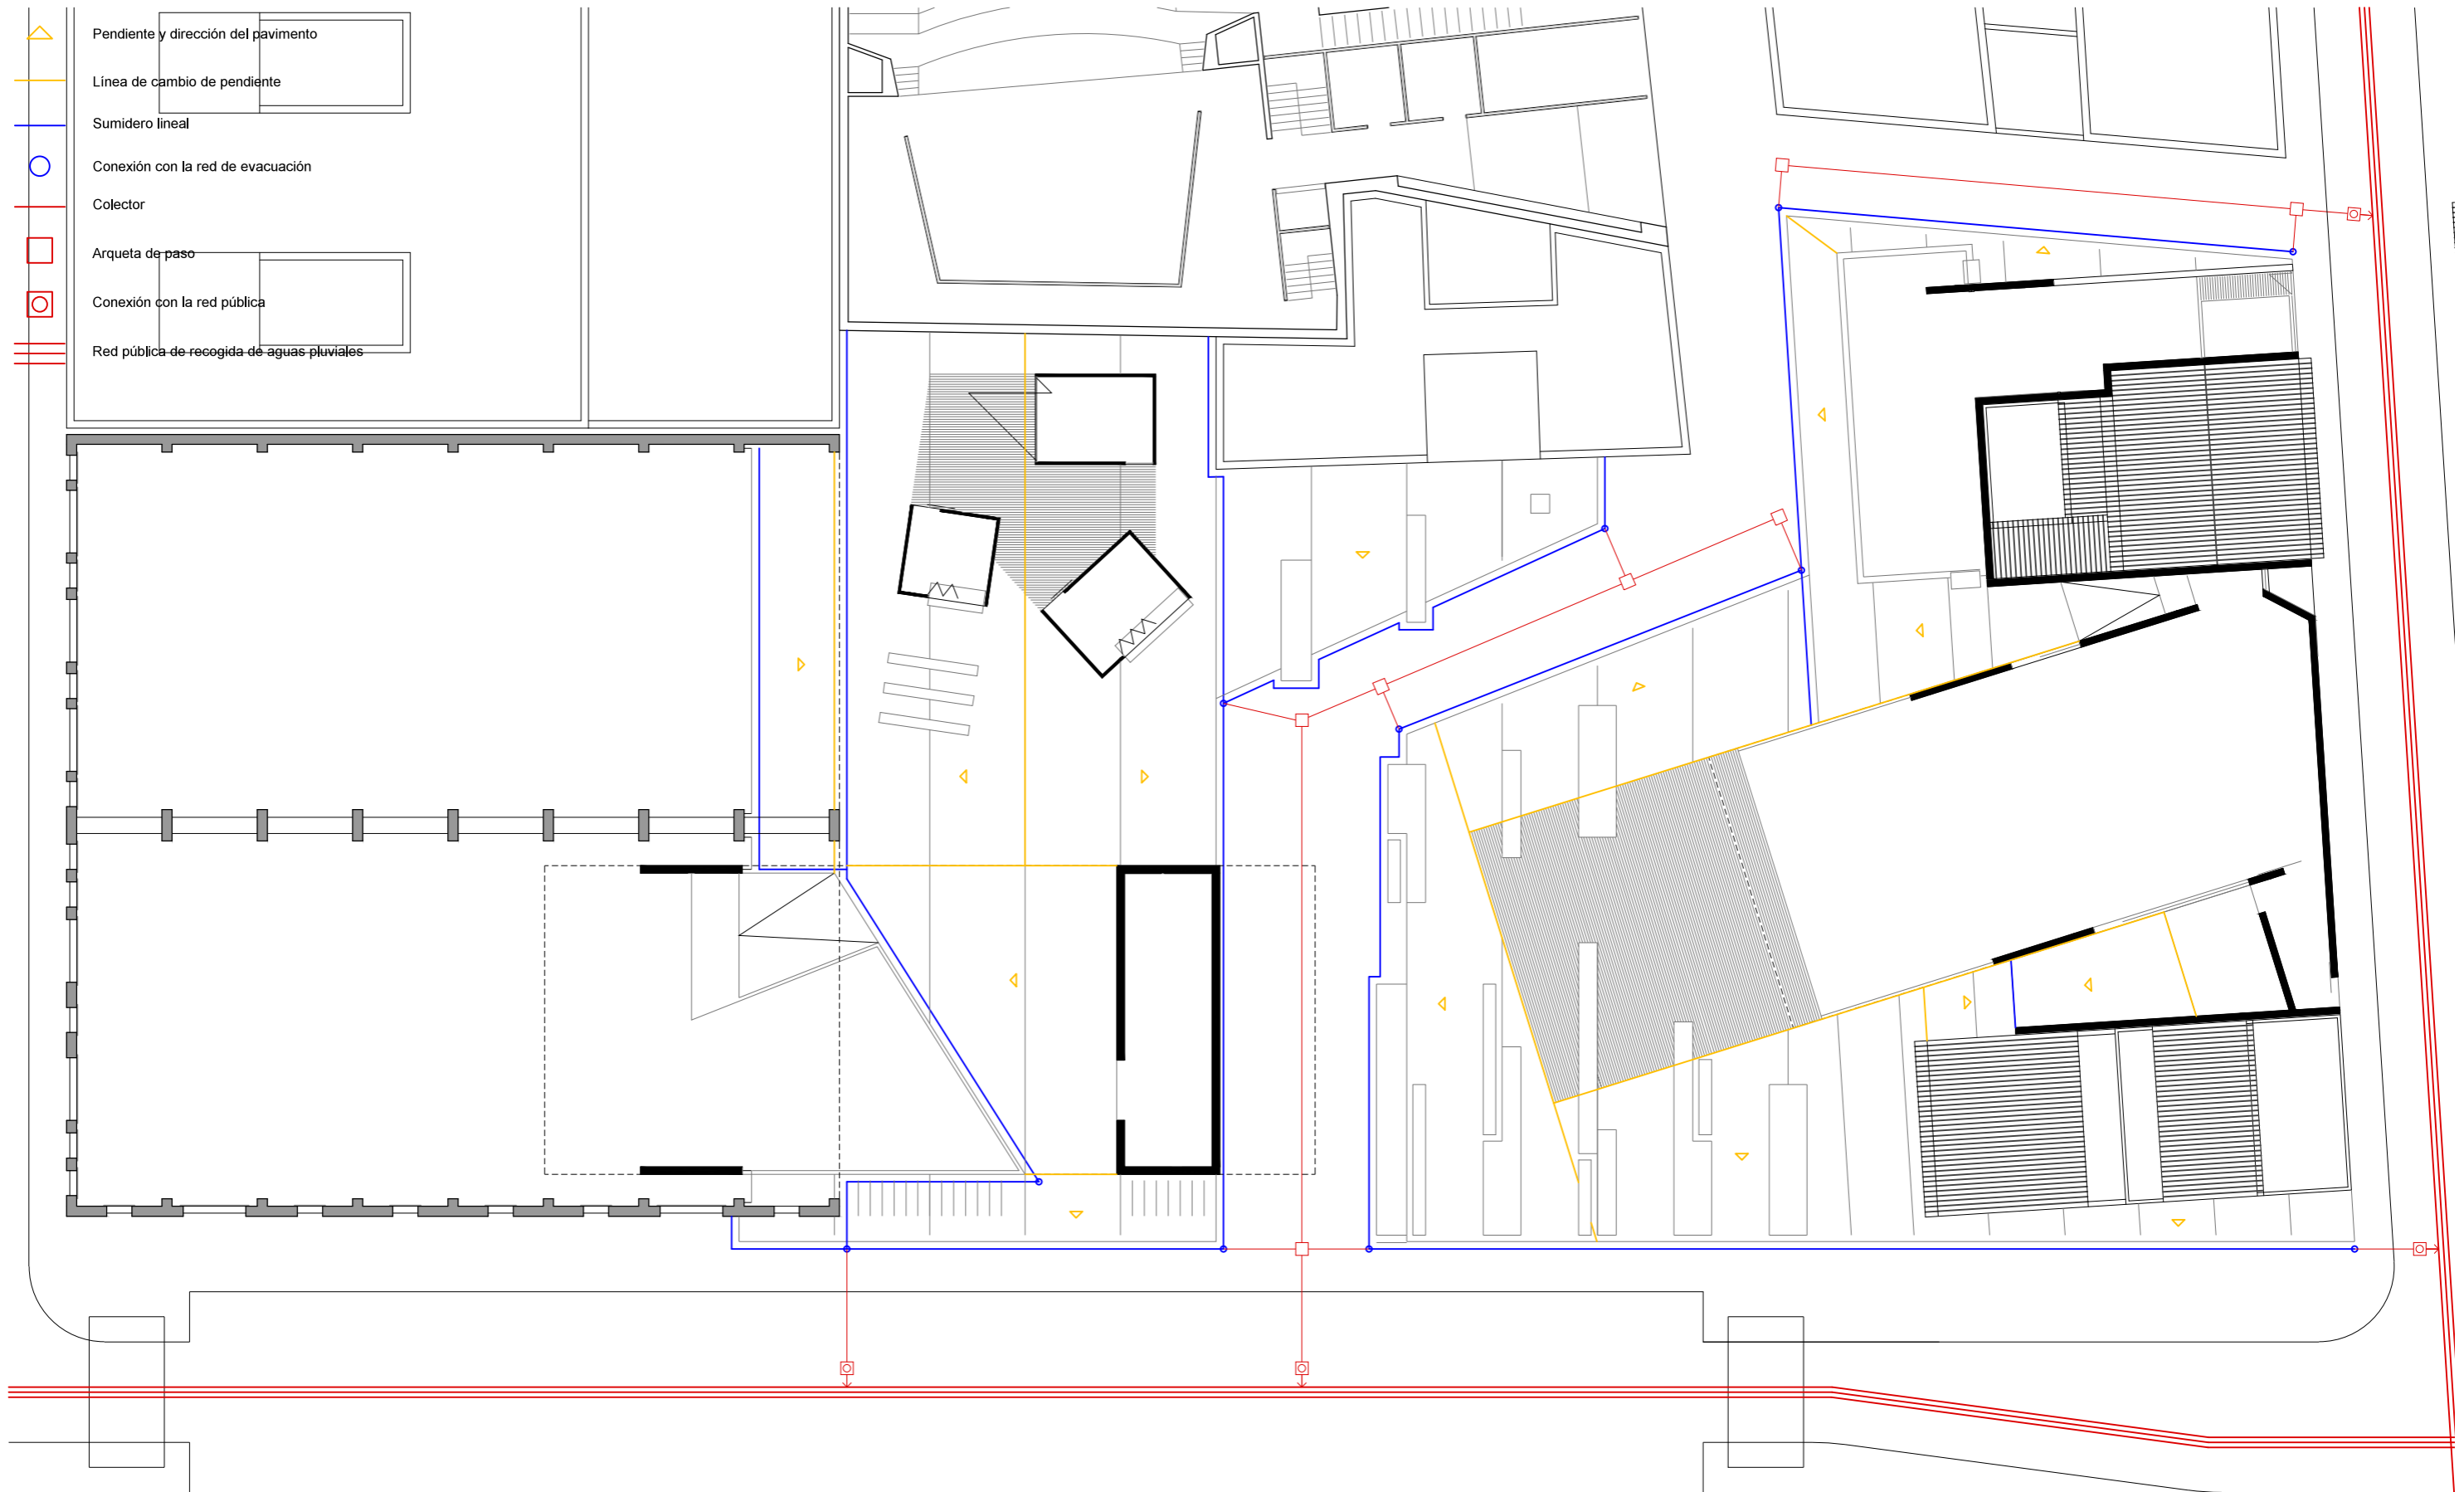 Pendiente y dirección del pavimento
Línea de cambio de pendiente
Sumidero lineal
Conexión con la red de evacuación
Colector
Arqueta de paso
Conexión con la red pública
Red pública de recogida de aguas pluviales